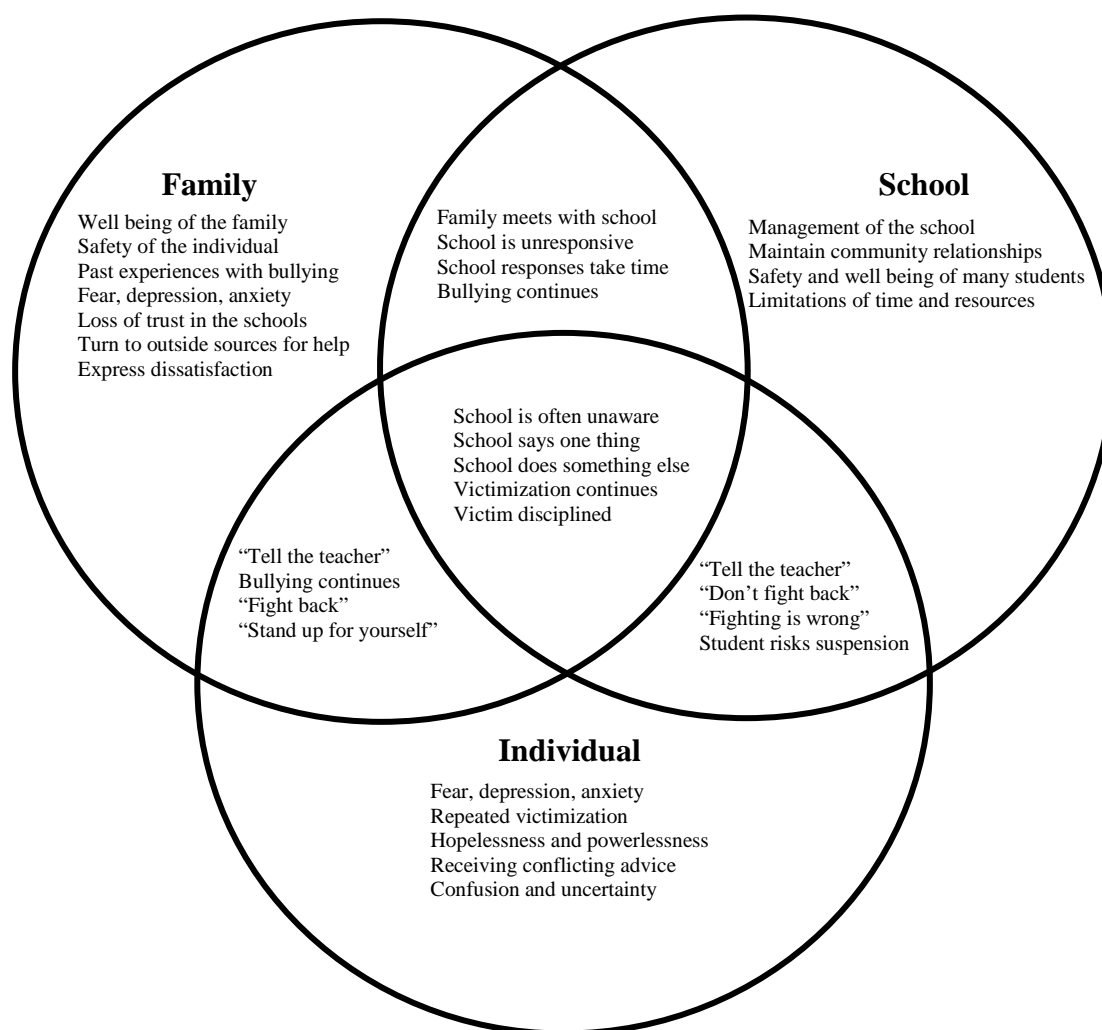 Family
Well being of the family
Safety of the individual
Past experiences with bullying
Fear, depression, anxiety
Loss of trust in the schools
Turn to outside sources for help
Express dissatisfaction
Family meets with school
School is unresponsive
School responses take time
Bullying continues
School
Management of the school
Maintain community relationships
Safety and well being of many students
Limitations of time and resources
School is often unaware
School says one thing
School does something else
Victimization continues
Victim disciplined
“Tell the teacher”
Bullying continues
“Fight back”
“Stand up for yourself”
“Tell the teacher”
“Don’t fight back”
“Fighting is wrong”
Student risks suspension
Individual
Fear, depression, anxiety
Repeated victimization
Hopelessness and powerlessness
Receiving conflicting advice
Confusion and uncertainty